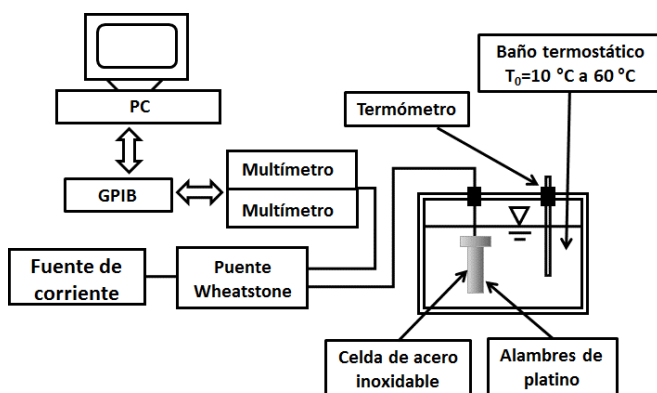 PC
GPIB
Multímetro
Multímetro
Fuente de
corriente
Puente
Wheatstone
Termómetro
Baño termostático
T₀=10 °C a 60 °C
Celda de acero
inoxidable
Alambres de
platino